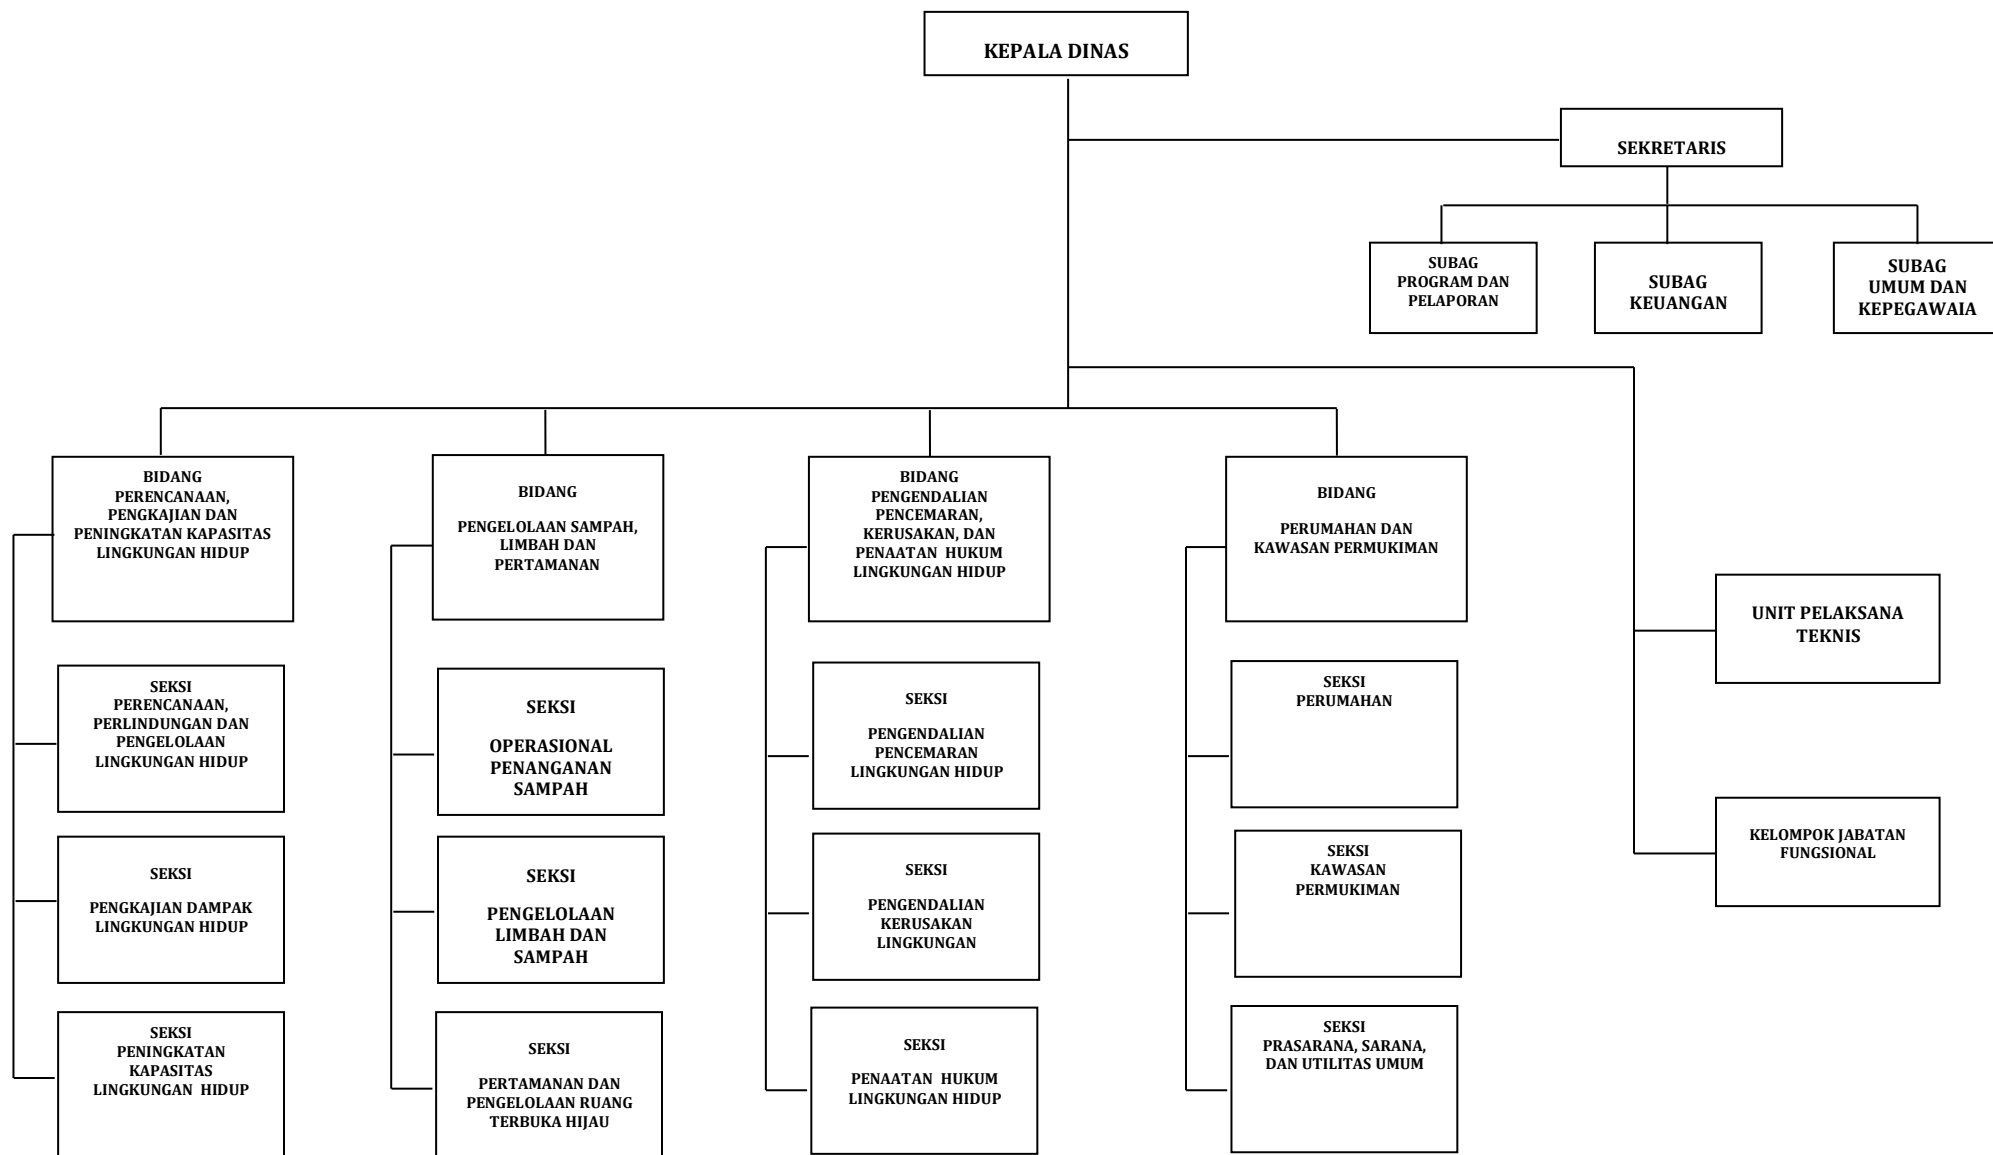 KEPALA DINAS
SEKRETARIS
SUBAG
PROGRAM DAN
PELAPORAN
SUBAG
KEUANGAN
SUBAG
UMUM DAN
KEPEGAWAIA
BIDANG
PERENCANAAN,
PENGKAJIAN DAN
PENINGKATAN KAPASITAS
LINGKUNGAN HIDUP
BIDANG
PENGELOLAAN SAMPAH,
LIMBAH DAN
PERTAMANAN
BIDANG
PENGENDALIAN
PENCEMARAN,
KERUSAKAN, DAN
PENAATAN HUKUM
LINGKUNGAN HIDUP
BIDANG
PERUMAHAN DAN
KAWASAN PERMUKIMAN
UNIT PELAKSANA
TEKNIS
SEKSI
PERENCANAAN,
PERLINDUNGAN DAN
PENGELOLAAN
LINGKUNGAN HIDUP
SEKSI
OPERASIONAL
PENANGANAN
SAMPAH
SEKSI
PENGENDALIAN
PENCEMARAN
LINGKUNGAN HIDUP
SEKSI
PERUMAHAN
KELOMPOK JABATAN
FUNGSIONAL
SEKSI
PENGKAJIAN DAMPAK
LINGKUNGAN HIDUP
SEKSI
PENGELOLAAN
LIMBAH DAN
SAMPAH
SEKSI
PENGENDALIAN
KERUSAKAN
LINGKUNGAN
SEKSI
KAWASAN
PERMUKIMAN
SEKSI
PENINGKATAN
KAPASITAS
LINGKUNGAN HIDUP
SEKSI
PERTAMANAN DAN
PENGELOLAAN RUANG
TERBUKA HIJAU
SEKSI
PENAATAN HUKUM
LINGKUNGAN HIDUP
SEKSI
PRASARANA, SARANA,
DAN UTILITAS UMUM